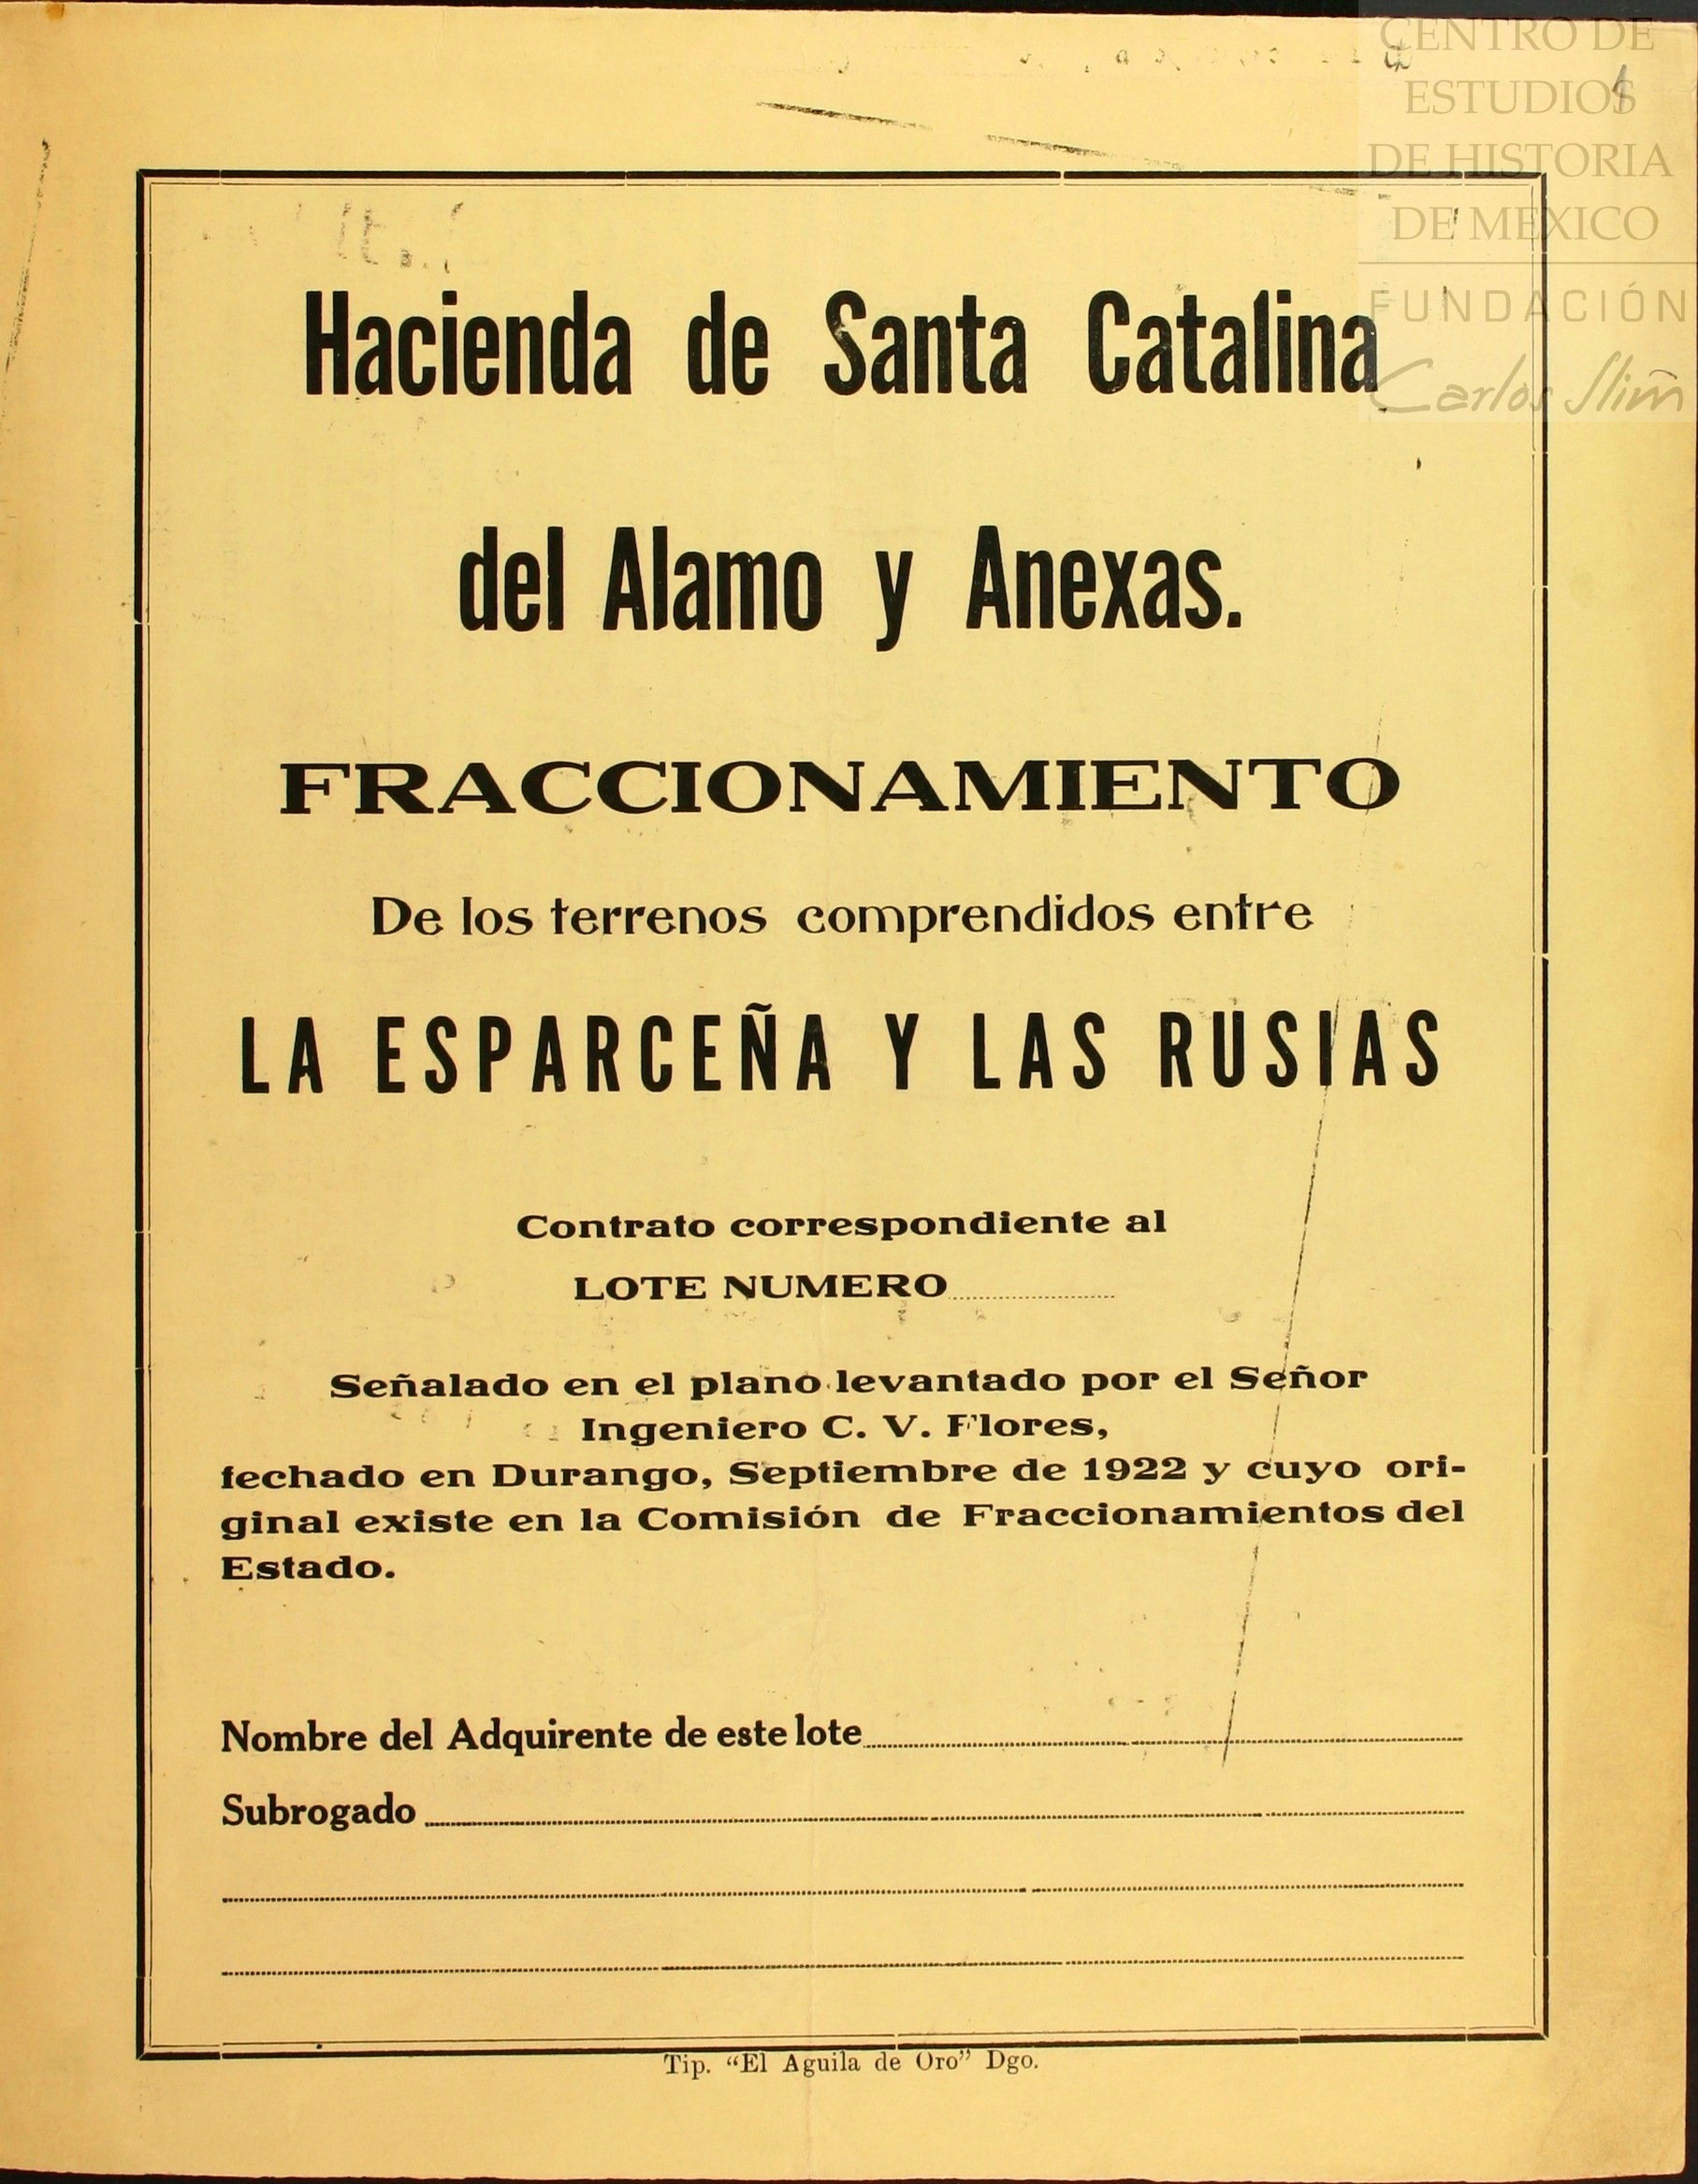 CENTRO DE
ESTUDIOS
DE HISTORIA
DE MEXICO
FUNDACIÓN
Carlos Slim
1
Hacienda de Santa Catalina
del Alamo y Anexas.
FRACCIONAMIENTO
De los terrenos comprendidos entre
LA ESPARCEÑA Y LAS RUSIAS
Contrato correspondiente al
LOTE NUMERO
Señalado en el plano levantado por el Señor
Ingeniero C. V. Flores,
fechado en Durango, Septiembre de 1922 y cuyo ori-
ginal existe en la Comisión de Fraccionamientos del
Estado.
Nombre del Adquirente de este lote
Subrogado
Tip. “El Aguila de Oro” Dgo.